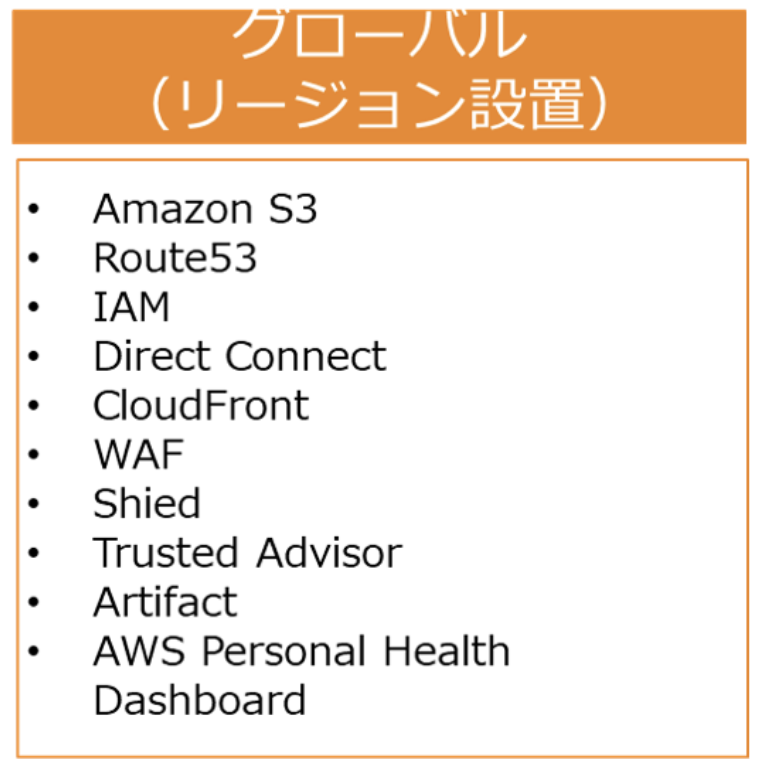 グローバル
（リージョン設置）
• Amazon S3
• Route53
• IAM
• Direct Connect
• CloudFront
• WAF
• Shied
• Trusted Advisor
• Artifact
• AWS Personal Health
Dashboard